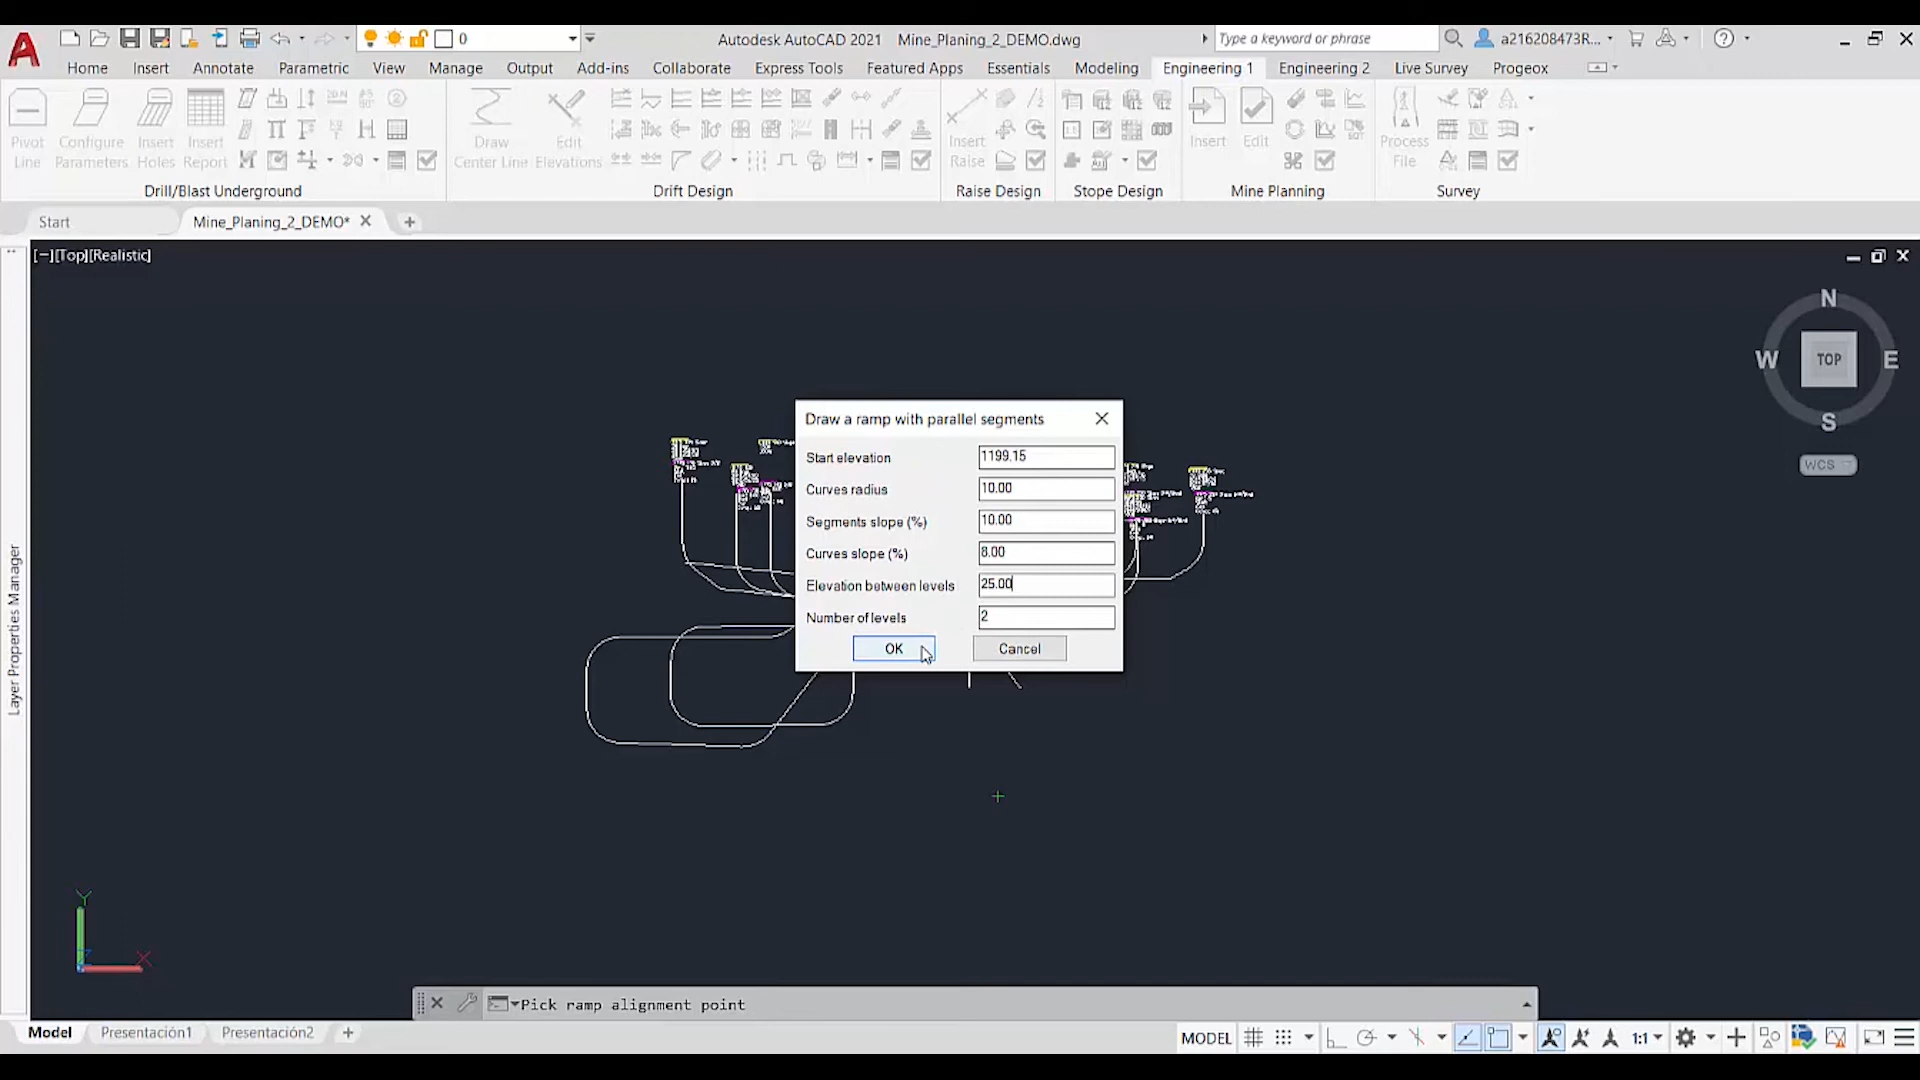 0
Autodesk AutoCAD 2021 Mine_Planing_2_DEMO.dwg
Type a keyword or phrase
a216208473R...
Home Insert Annotate Parametric View Manage Output Add-ins Collaborate Express Tools Featured Apps Essentials Modeling Engineering 1 Engineering 2 Live Survey Progeox
Pivot Line
Configure Parameters
Insert Holes
Insert Report
Draw Center Line
Edit Elevations
Insert Raise
Insert
Edit
Process File
Drill/Blast Underground
Drift Design
Raise Design
Stope Design
Mine Planning
Survey
Start
Mine_Planing_2_DEMO*
[−][Top][Realistic]
N
W
TOP
E
S
WCS
Layer Properties Manager
Draw a ramp with parallel segments
Start elevation 1199.15
Curves radius 10.00
Segments slope (%) 10.00
Curves slope (%) 8.00
Elevation between levels 25.00
Number of levels 2
OK Cancel
Y
X
Pick ramp alignment point
Model Presentación1 Presentación2
MODEL
1:1